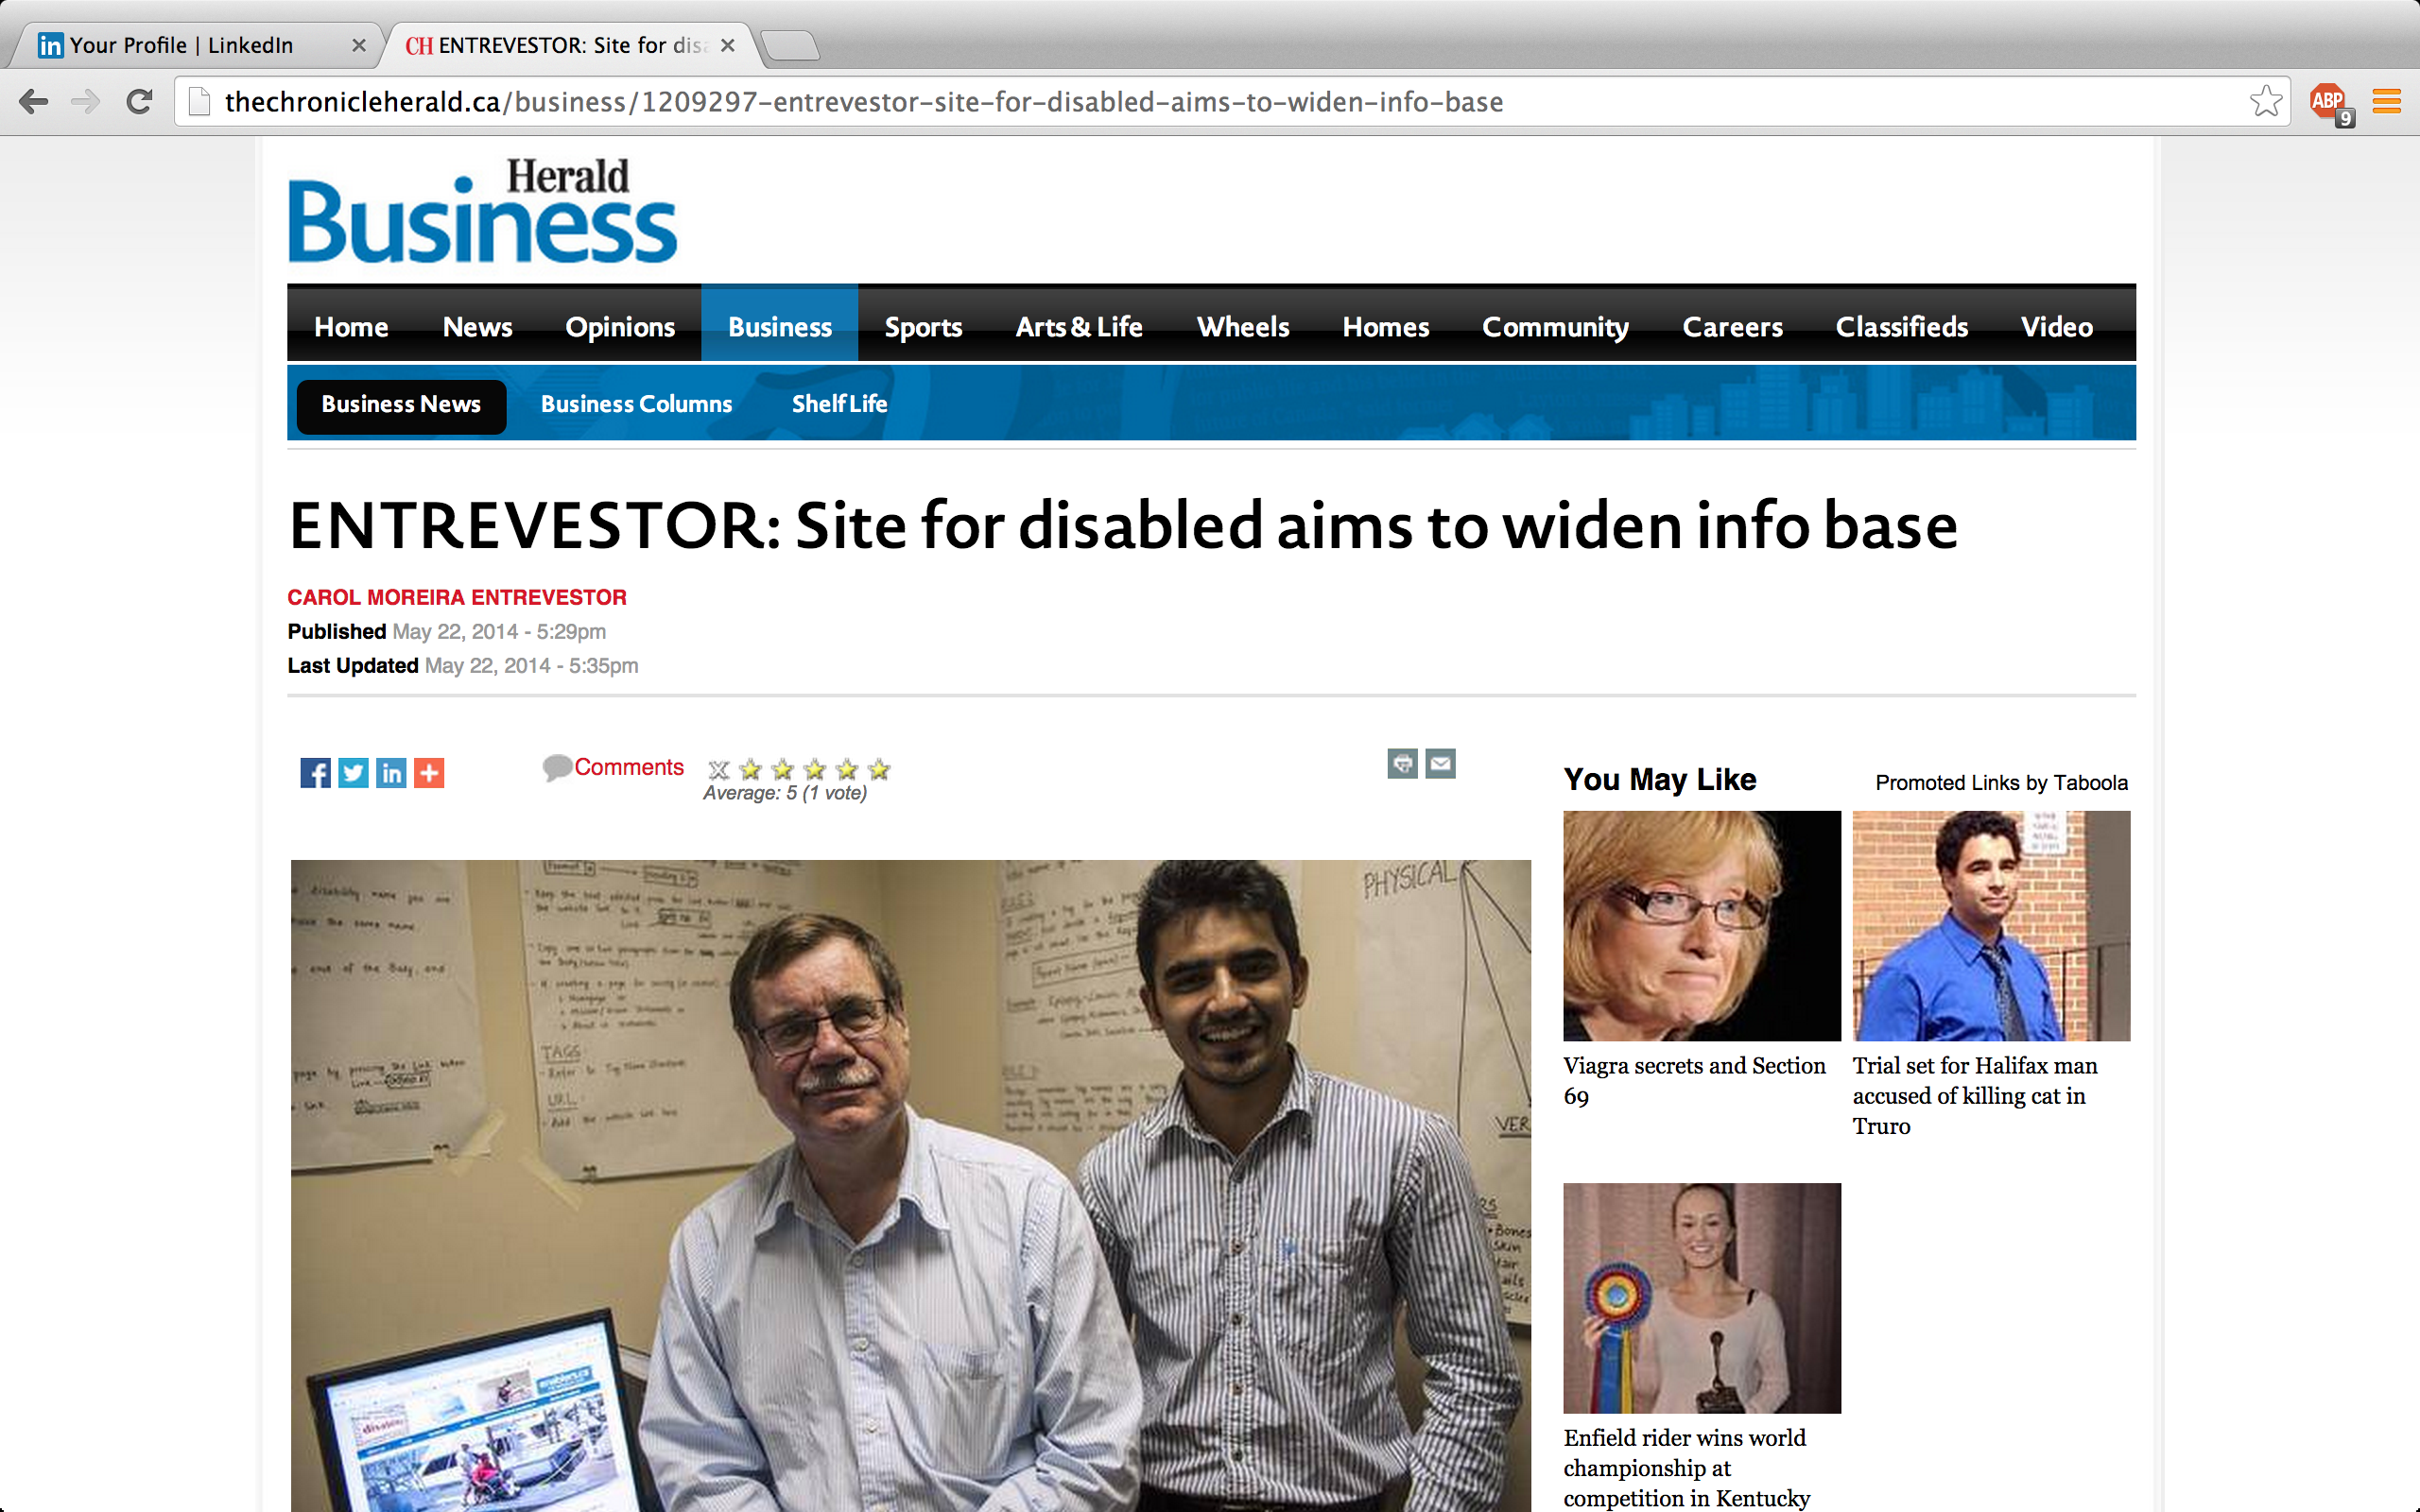 Your Profile | LinkedIn
CH ENTREVESTOR: Site for disa
thechronicleherald.ca/business/1209297-entrevestor-site-for-disabled-aims-to-widen-info-base
ABP
9
Herald
Business
Home News Opinions Business Sports Arts & Life Wheels Homes Community Careers Classifieds Video
Business News Business Columns Shelf Life
ENTREVESTOR: Site for disabled aims to widen info base
CAROL MOREIRA ENTREVESTOR
Published May 22, 2014 - 5:29pm
Last Updated May 22, 2014 - 5:35pm
Comments
Average: 5 (1 vote)
You May Like
Promoted Links by Taboola
Viagra secrets and Section
69
Trial set for Halifax man
accused of killing cat in
Truro
Enfield rider wins world
championship at
competition in Kentucky
PHYSICAL
TAGS
URL
VER
Bones
Skin